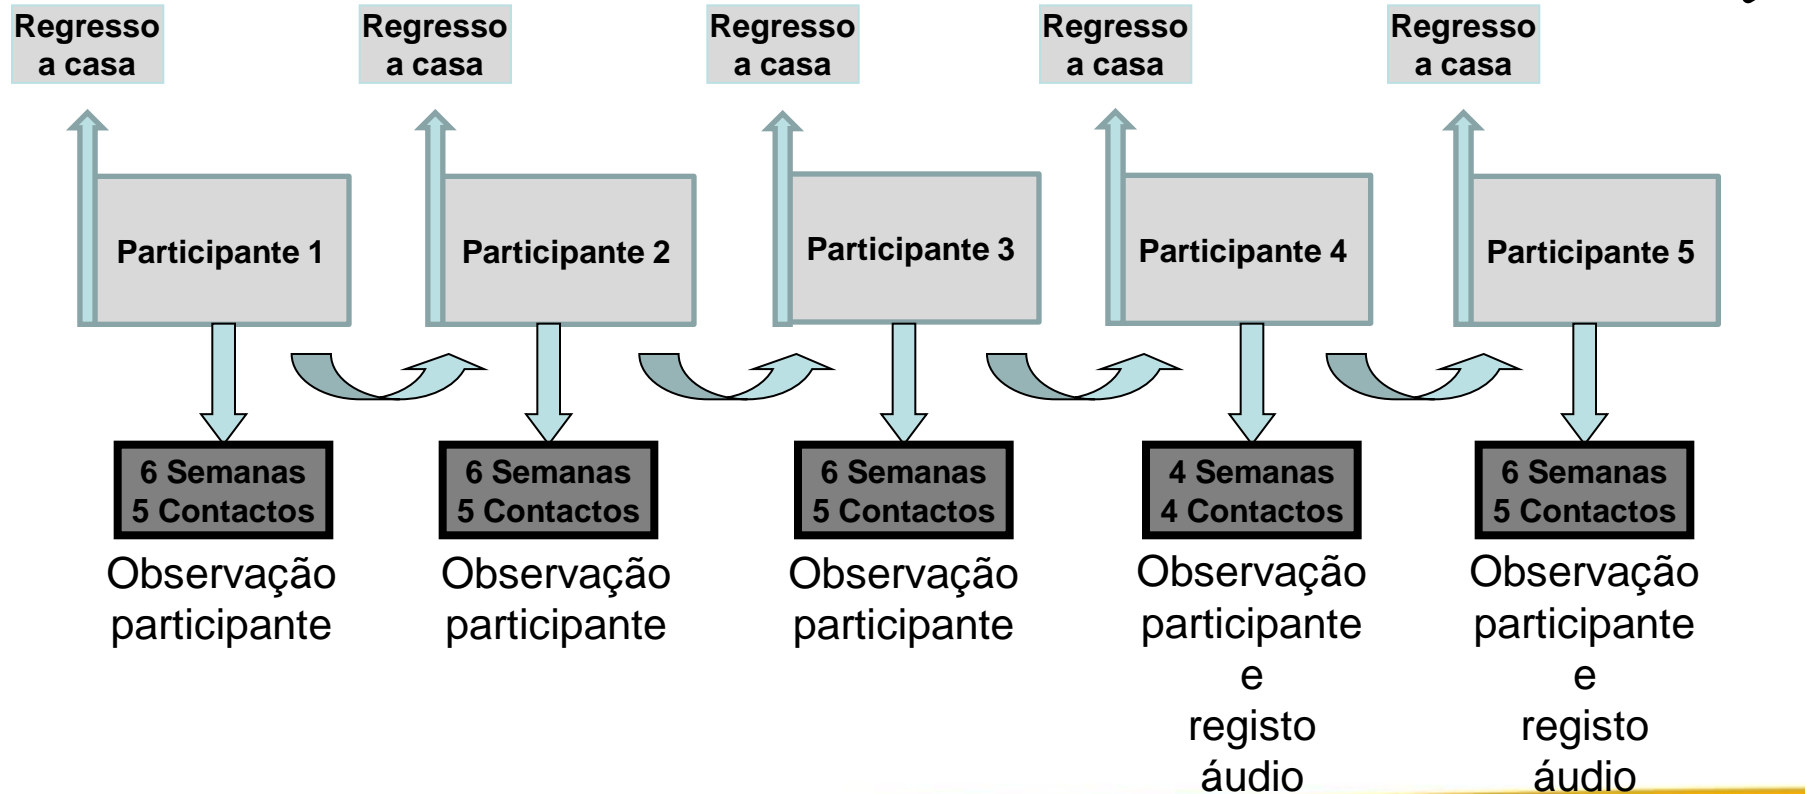 Regresso
a casa
Regresso
a casa
Regresso
a casa
Regresso
a casa
Regresso
a casa
Participante 1
Participante 2
Participante 3
Participante 4
Participante 5
6 Semanas
5 Contactos
6 Semanas
5 Contactos
6 Semanas
5 Contactos
4 Semanas
4 Contactos
6 Semanas
5 Contactos
Observação
participante
Observação
participante
Observação
participante
Observação
participante
e
registo
áudio
Observação
participante
e
registo
áudio